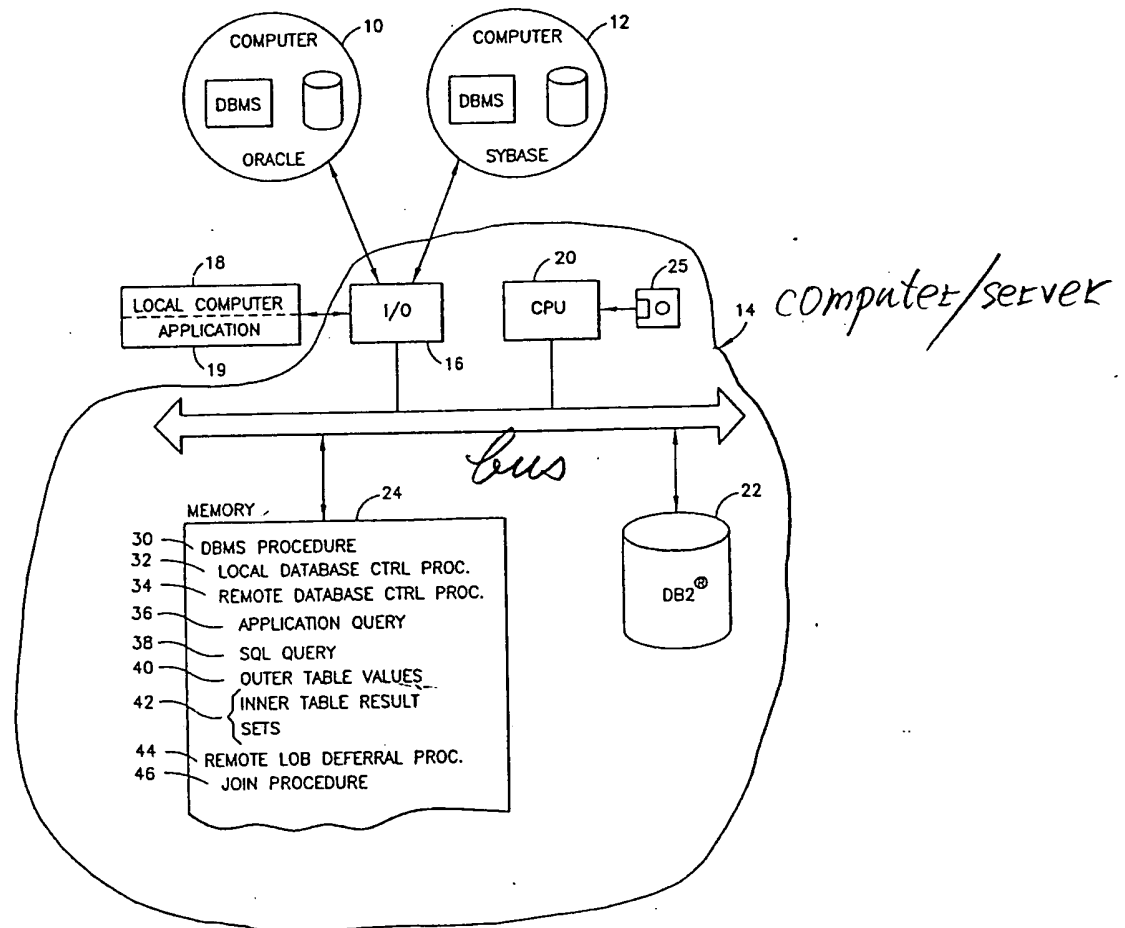 10
COMPUTER
DBMS
ORACLE
12
COMPUTER
DBMS
SYBASE
18
LOCAL COMPUTER
APPLICATION
19
I/O
16
20
CPU
25
14 computer/server
bus
24
MEMORY
30 DBMS PROCEDURE
32 LOCAL DATABASE CTRL PROC.
34 REMOTE DATABASE CTRL PROC.
36 APPLICATION QUERY
38 SQL QUERY
40 OUTER TABLE VALUES
42 INNER TABLE RESULT
SETS
44 REMOTE LOB DEFERRAL PROC.
46 JOIN PROCEDURE
22
DB2®